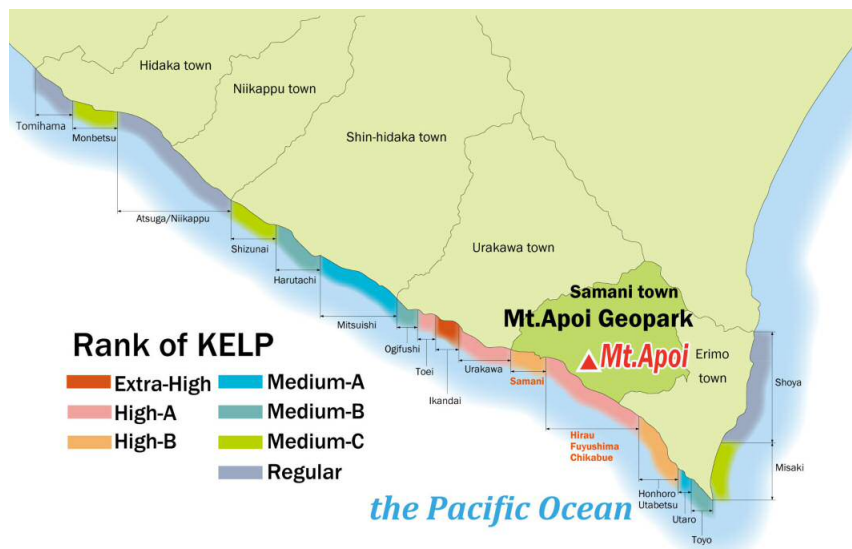 Hidaka town
Niikappu town
Shin-hidaka town
Urakawa town
Samani town
Mt.Apoi Geopark
Mt.Apoi
Erimo
town
Tomihama
Monbetsu
Atsuga/Niikappu
Shizunai
Harutachi
Mitsuishi
Ogifushi
Toei
Ikandai
Urakawa
Samani
Hirau
Fuyushima
Chikabue
Honhoro
Utabetsu
Utaro
Toyo
Misaki
Shoya
Rank of KELP
Extra-High
High-A
High-B
Medium-A
Medium-B
Medium-C
Regular
the Pacific Ocean